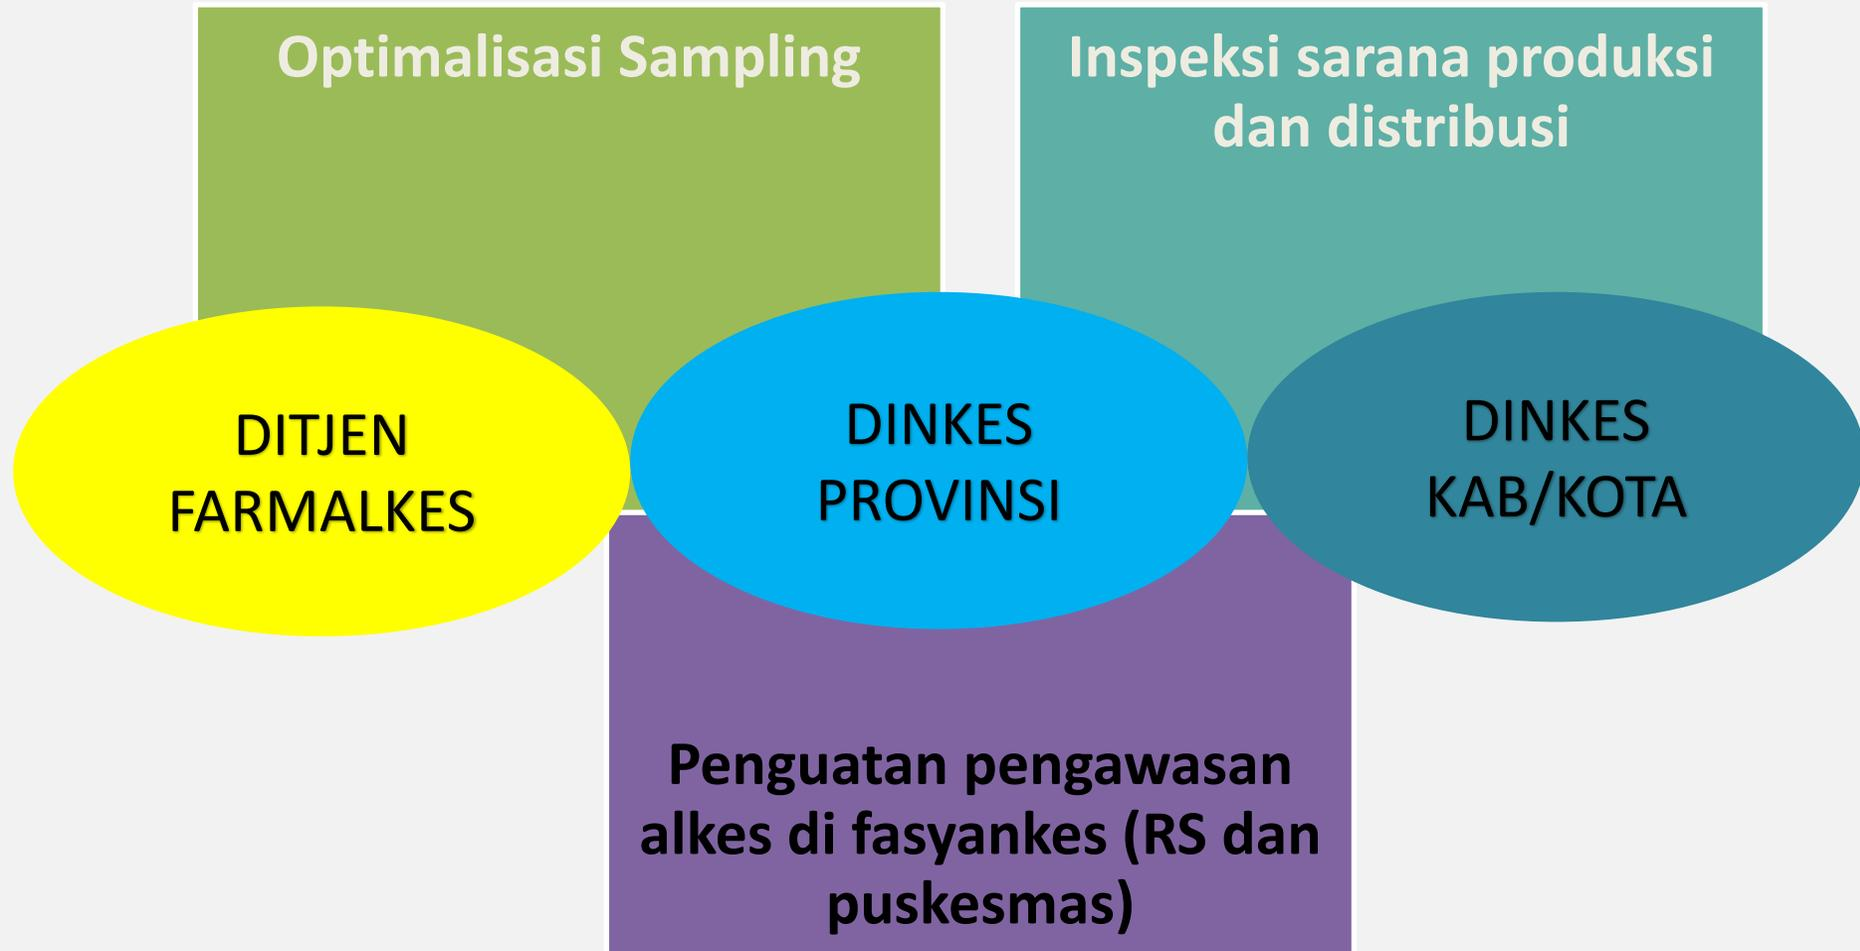 Optimalisasi Sampling
Inspeksi sarana produksi
dan distribusi
DITJEN
FARMALKES
DINKES
PROVINSI
DINKES
KAB/KOTA
Penguatan pengawasan
alkes di fasyankes (RS dan
puskesmas)